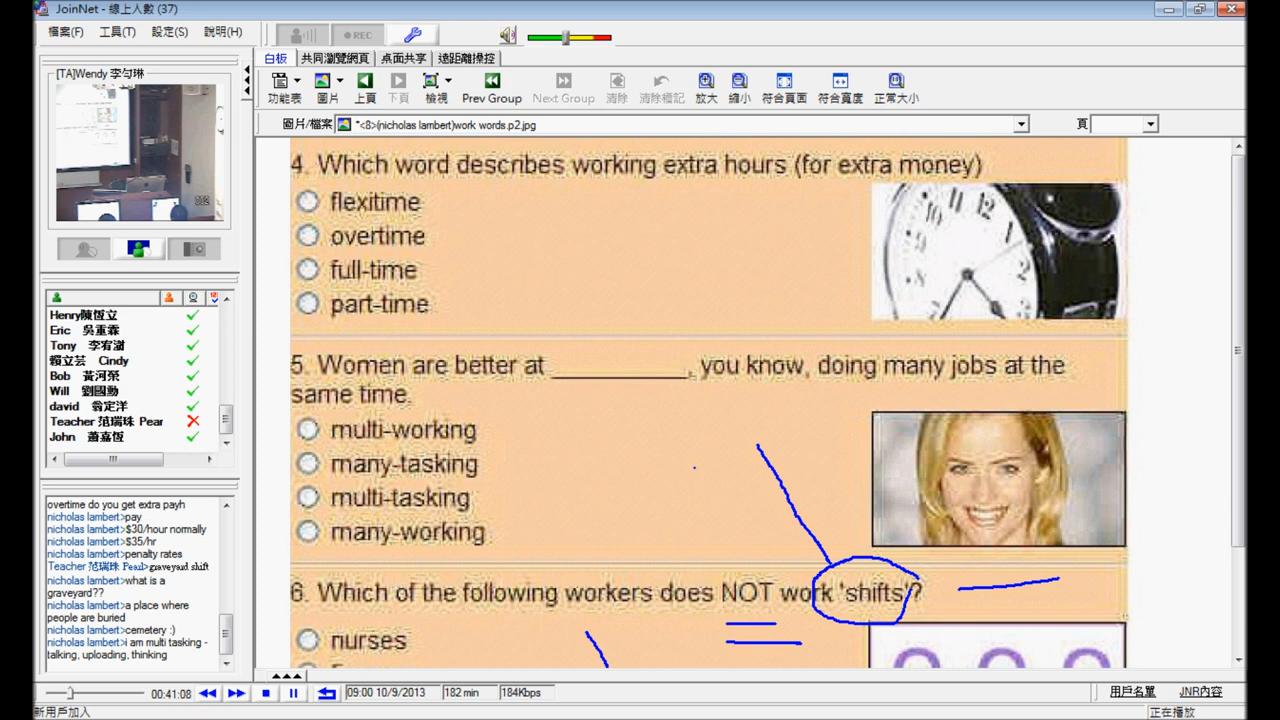 JoinNet - 線上人數 (37)
檔案(F) 工具(T) 設定(S) 說明(H)
REC
[TA]Wendy 李勻琳
白板 共同瀏覽網頁 桌面共享 遠距離操控
功能表 圖片 上頁 下頁 檢視 Prev Group Next Group 清除 清除標記 放大 縮小 符合頁面 符合寬度 正常大小
圖片/檔案 *<8>(nicholas lambert)work words.p2.jpg 頁
Henry陳恆立
Eric 吳重霖
Tony 李宥澍
賴立芸 Cindy
Bob 黃河榮
Will 劉國勳
david 翁定洋
Teacher 范瑞珠 Pear
John 蕭嘉恆
overtime do you get extra payh
nicholas lambert>pay
nicholas lambert>$30/hour normally
nicholas lambert>$35/hr
nicholas lambert>penalty rates
Teacher 范瑞珠 Pearl>graveyard shift
nicholas lambert>what is a
graveyard??
nicholas lambert>a place where
people are buried
nicholas lambert>cemetery :)
nicholas lambert>i am multi tasking -
talking, uploading, thinking
4. Which word describes working extra hours (for extra money)
flexitime
overtime
full-time
part-time
5. Women are better at __________, you know, doing many jobs at the
same time.
multi-working
many-tasking
multi-tasking
many-working
6. Which of the following workers does NOT work 'shifts'?
nurses
00:41:08 09:00 10/9/2013 182 min 184Kbps 用戶名單 JNR內容
新用戶加入 正在播放